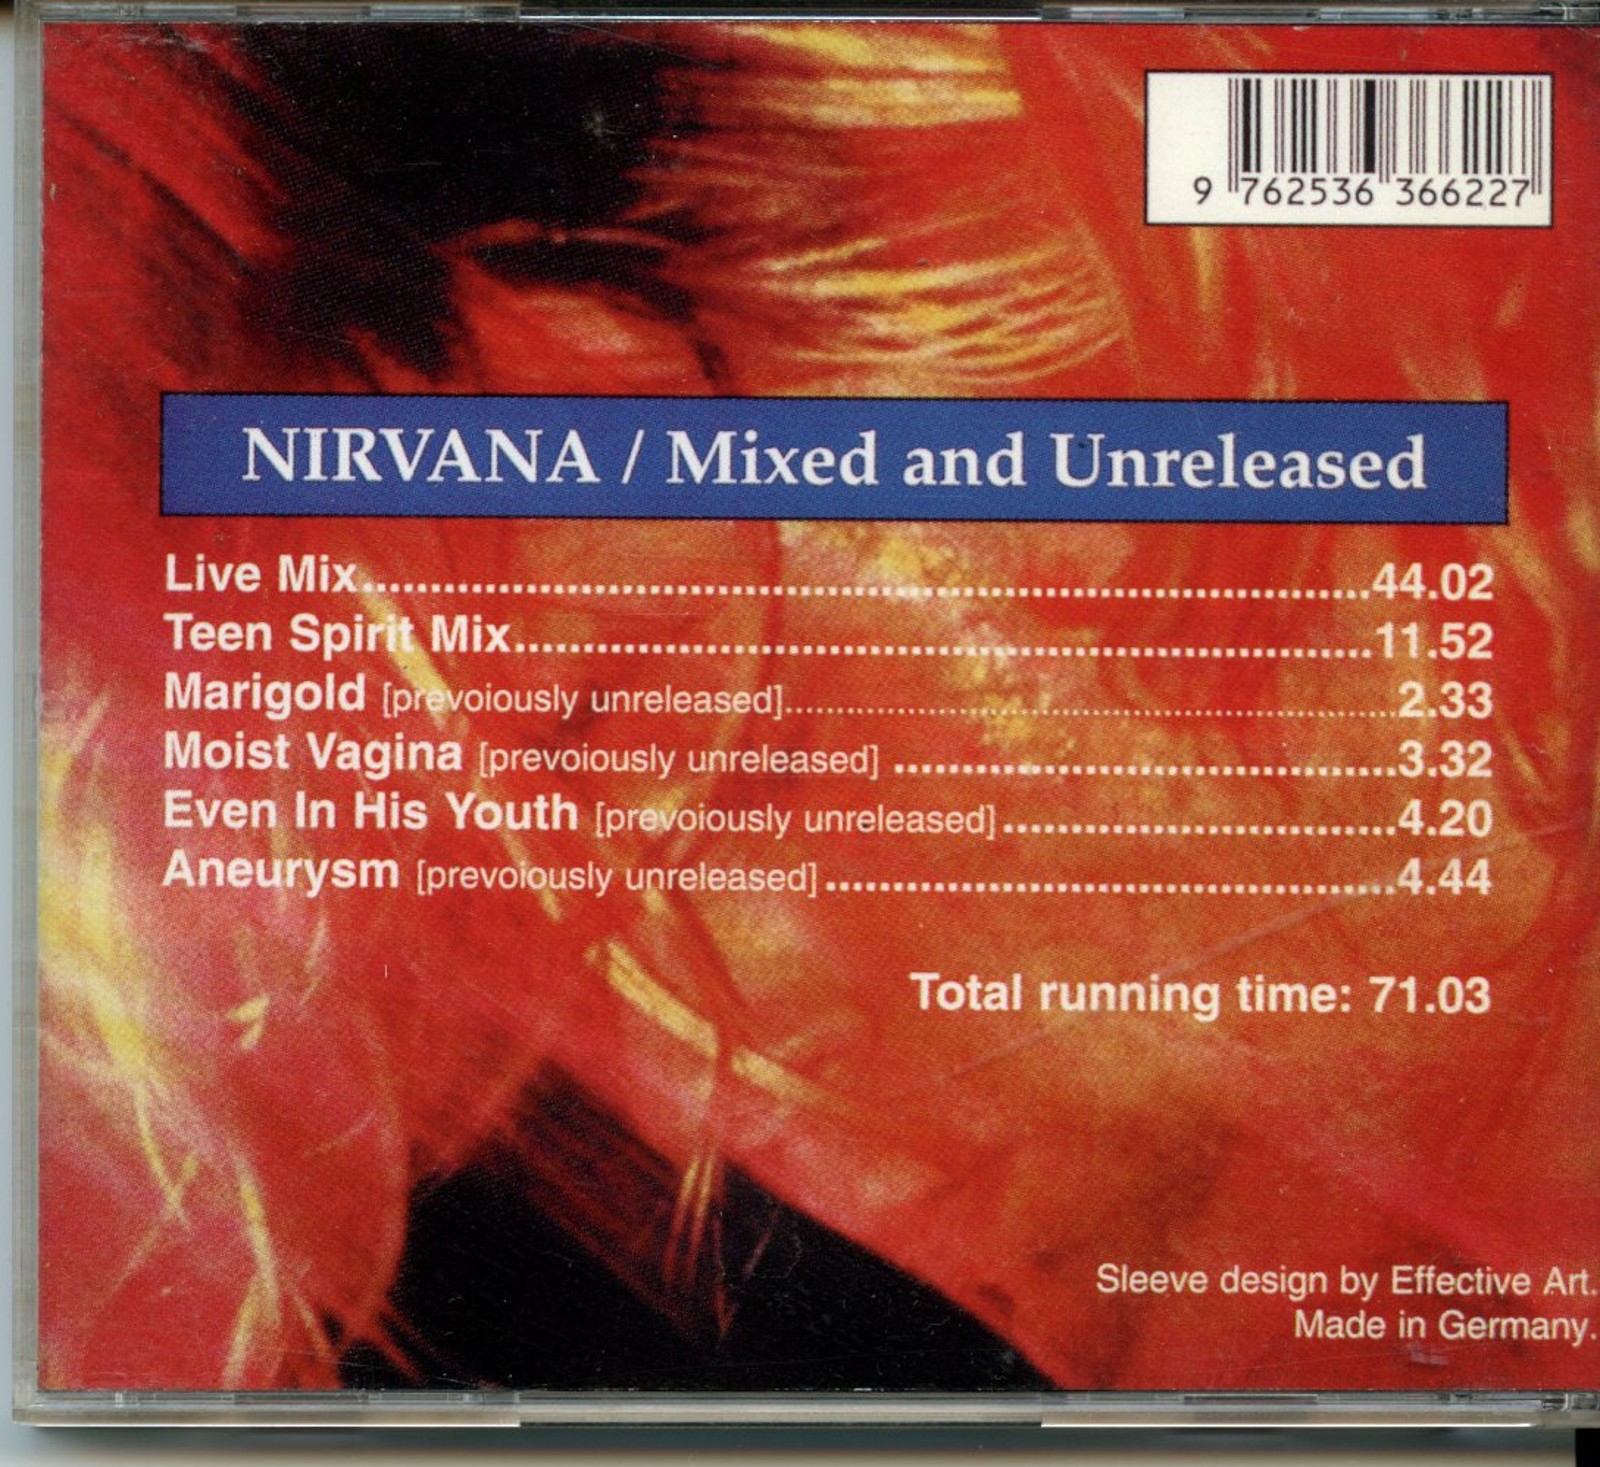 9 762536 366227
NIRVANA / Mixed and Unreleased
Live Mix..........................................................................44.02
Teen Spirit Mix...............................................................11.52
Marigold [prevoiously unreleased].............................................2.33
Moist Vagina [prevoiously unreleased] .....................................3.32
Even In His Youth [prevoiously unreleased].............................4.20
Aneurysm [prevoiously unreleased]..........................................4.44
Total running time: 71.03
Sleeve design by Effective Art.
Made in Germany.